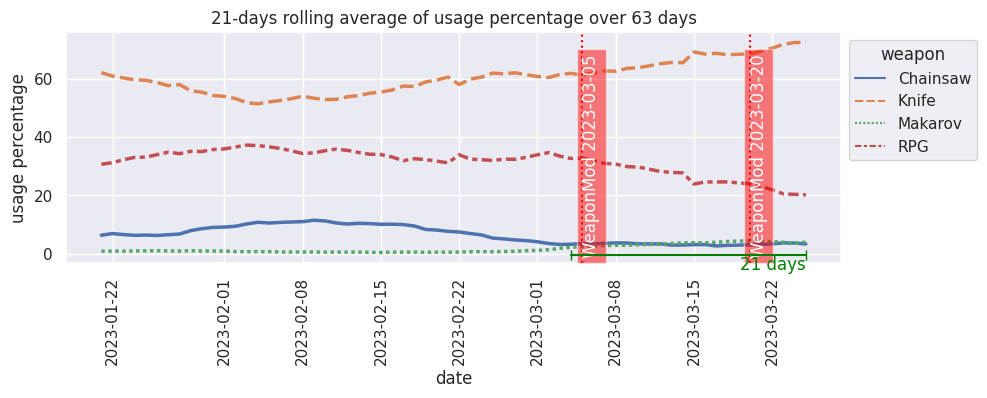 21-days rolling average of usage percentage over 63 days
usage percentage
60
40
20
0
WeaponMod 2023-03-05
WeaponMod 2023-03-20
21 days
2023-01-22
2023-02-01
2023-02-08
2023-02-15
2023-02-22
2023-03-01
2023-03-08
2023-03-15
2023-03-22
date
weapon
Chainsaw
Knife
Makarov
RPG